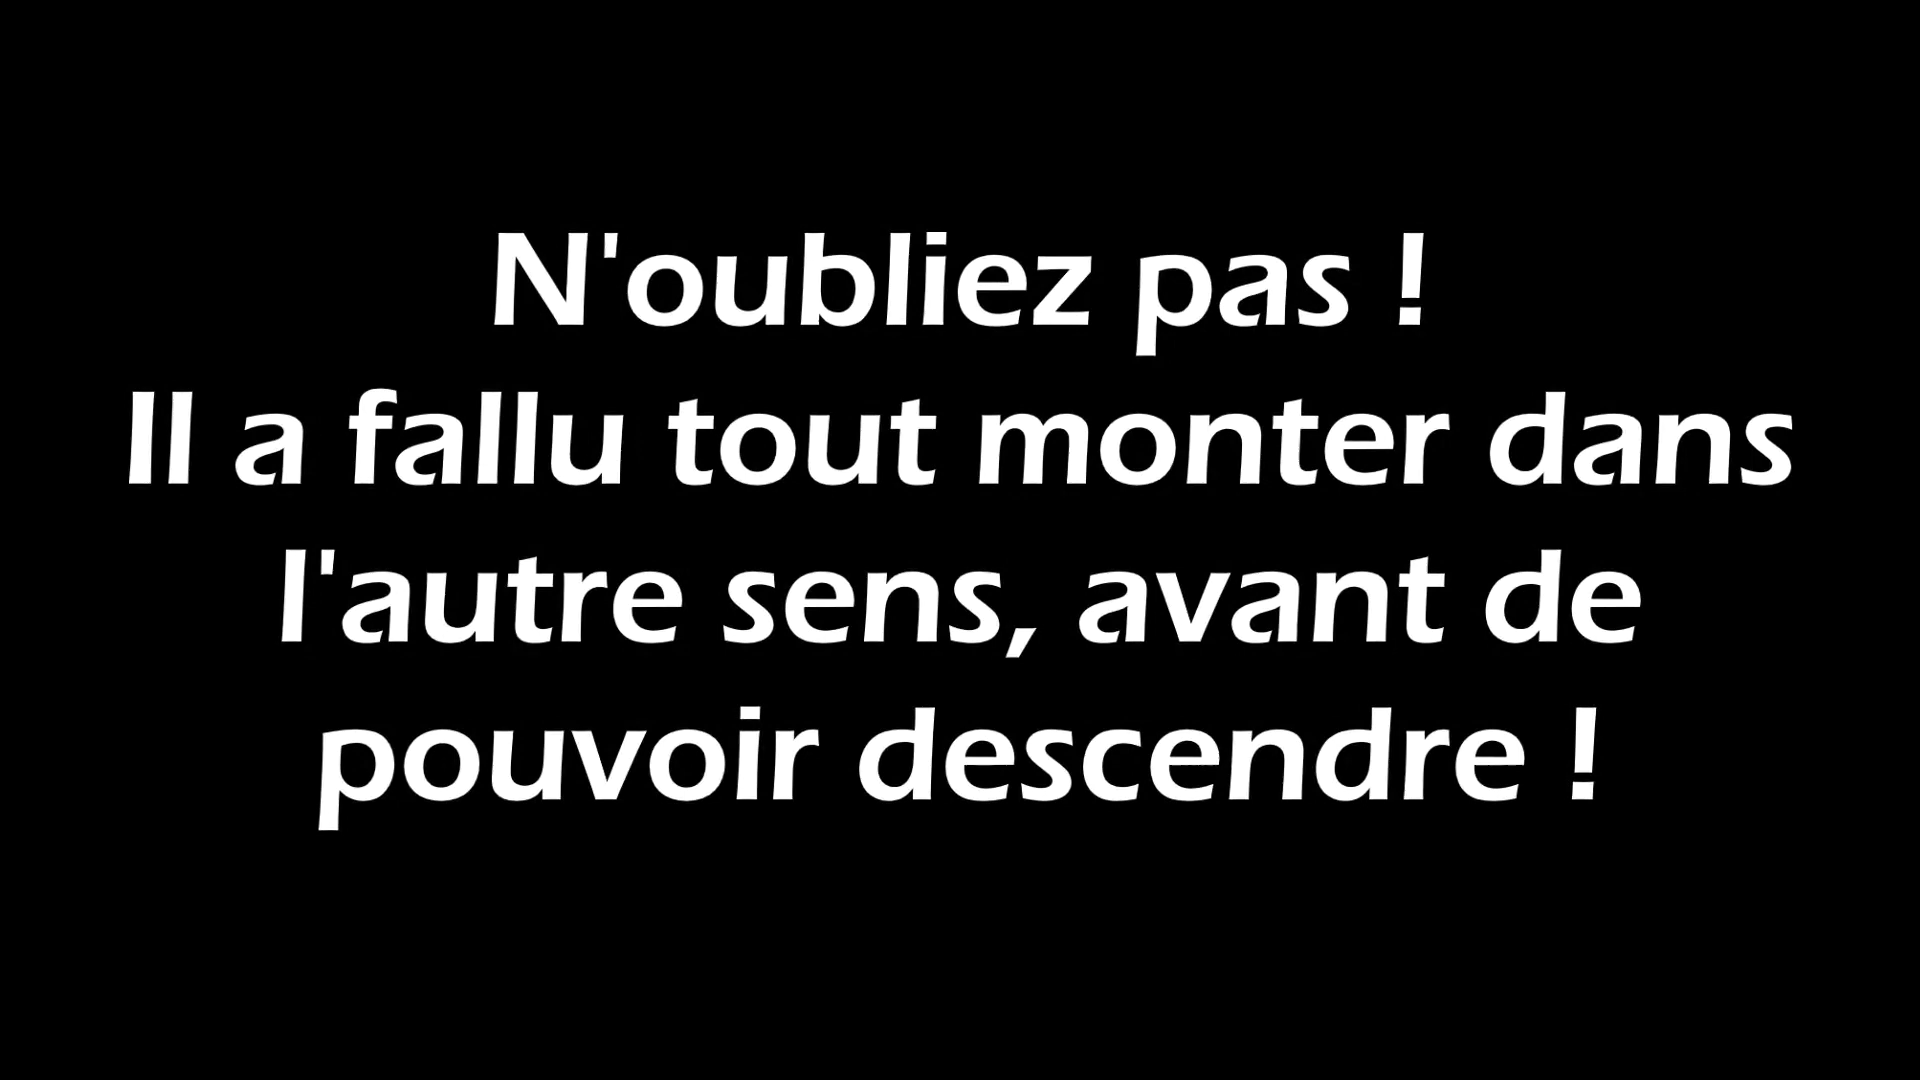 N'oubliez pas !
Il a fallu tout monter dans
l'autre sens, avant de
pouvoir descendre !